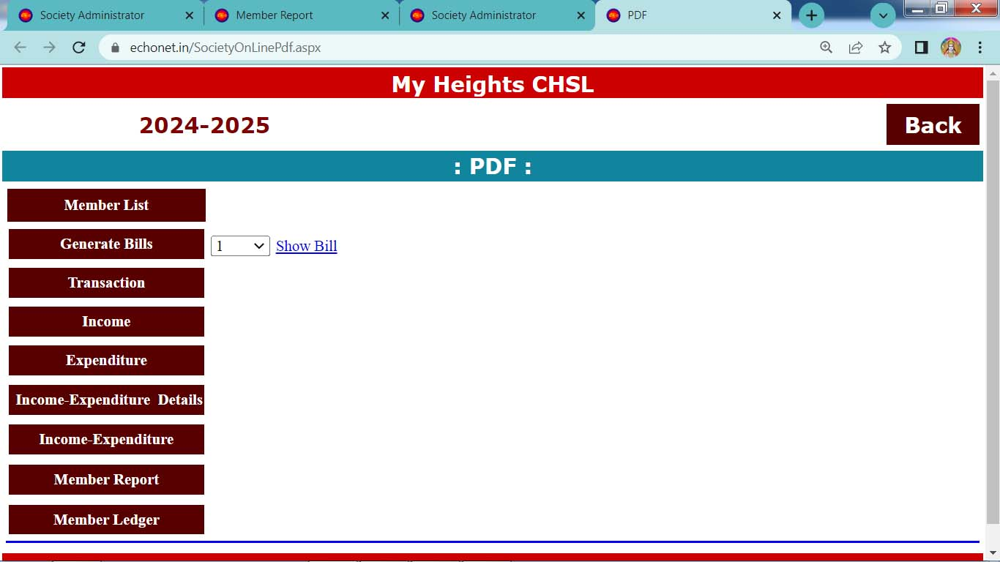 Society Administrator
Member Report
Society Administrator
PDF
echonet.in/SocietyOnLinePdf.aspx
My Heights CHSL
2024-2025
Back
: PDF :
Member List
Generate Bills
1
Show Bill
Transaction
Income
Expenditure
Income-Expenditure Details
Income-Expenditure
Member Report
Member Ledger